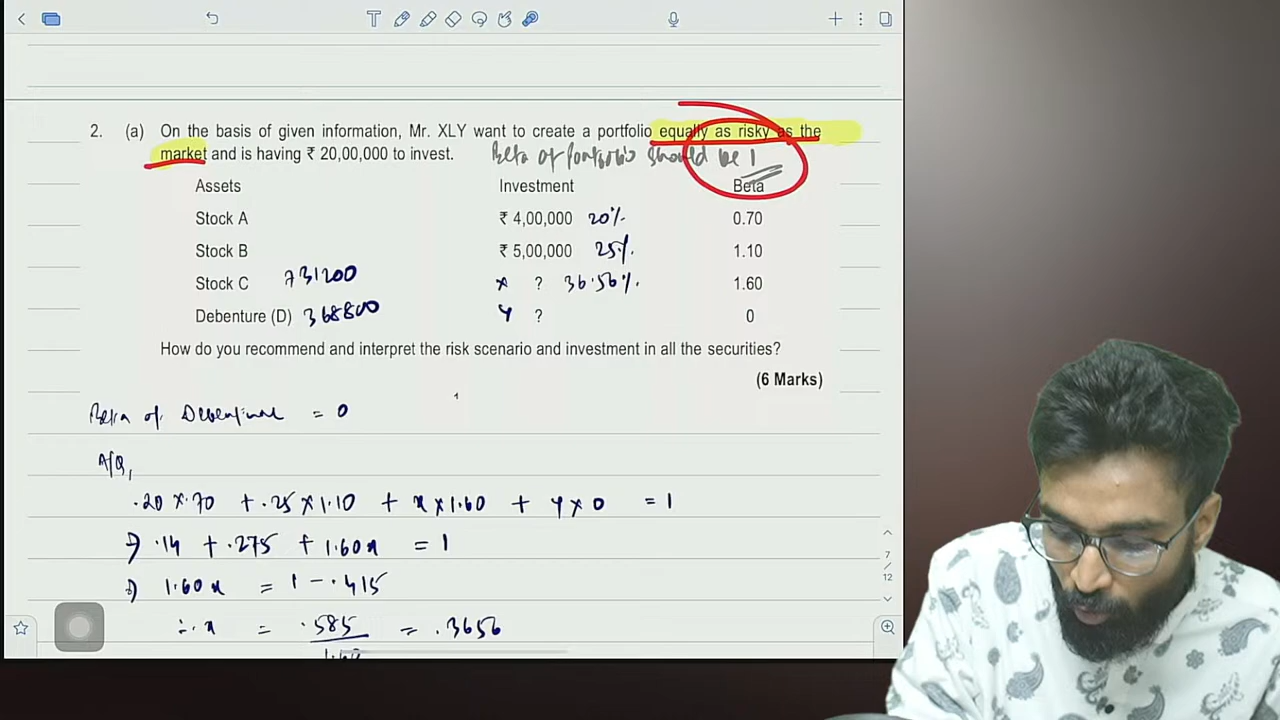 2. (a) On the basis of given information, Mr. XLY want to create a portfolio equally as risky as the
market and is having ₹ 20,00,000 to invest. Beta of Portfolio should be 1
Assets Investment Beta
Stock A ₹ 4,00,000 20% 0.70
Stock B ₹ 5,00,000 25% 1.10
Stock C 731200 x ? 36.56% 1.60
Debenture (D) 368800 y ? 0
How do you recommend and interpret the risk scenario and investment in all the securities?
(6 Marks)
Beta of Debenture = 0
A/Q,
.20 x .70 + .25 x 1.10 + x x 1.60 + y x 0 = 1
⇒ .14 + .275 + 1.60x = 1
⇒ 1.60x = 1 - .415
∴ x = .585 = .3656
1.60
7
/
12